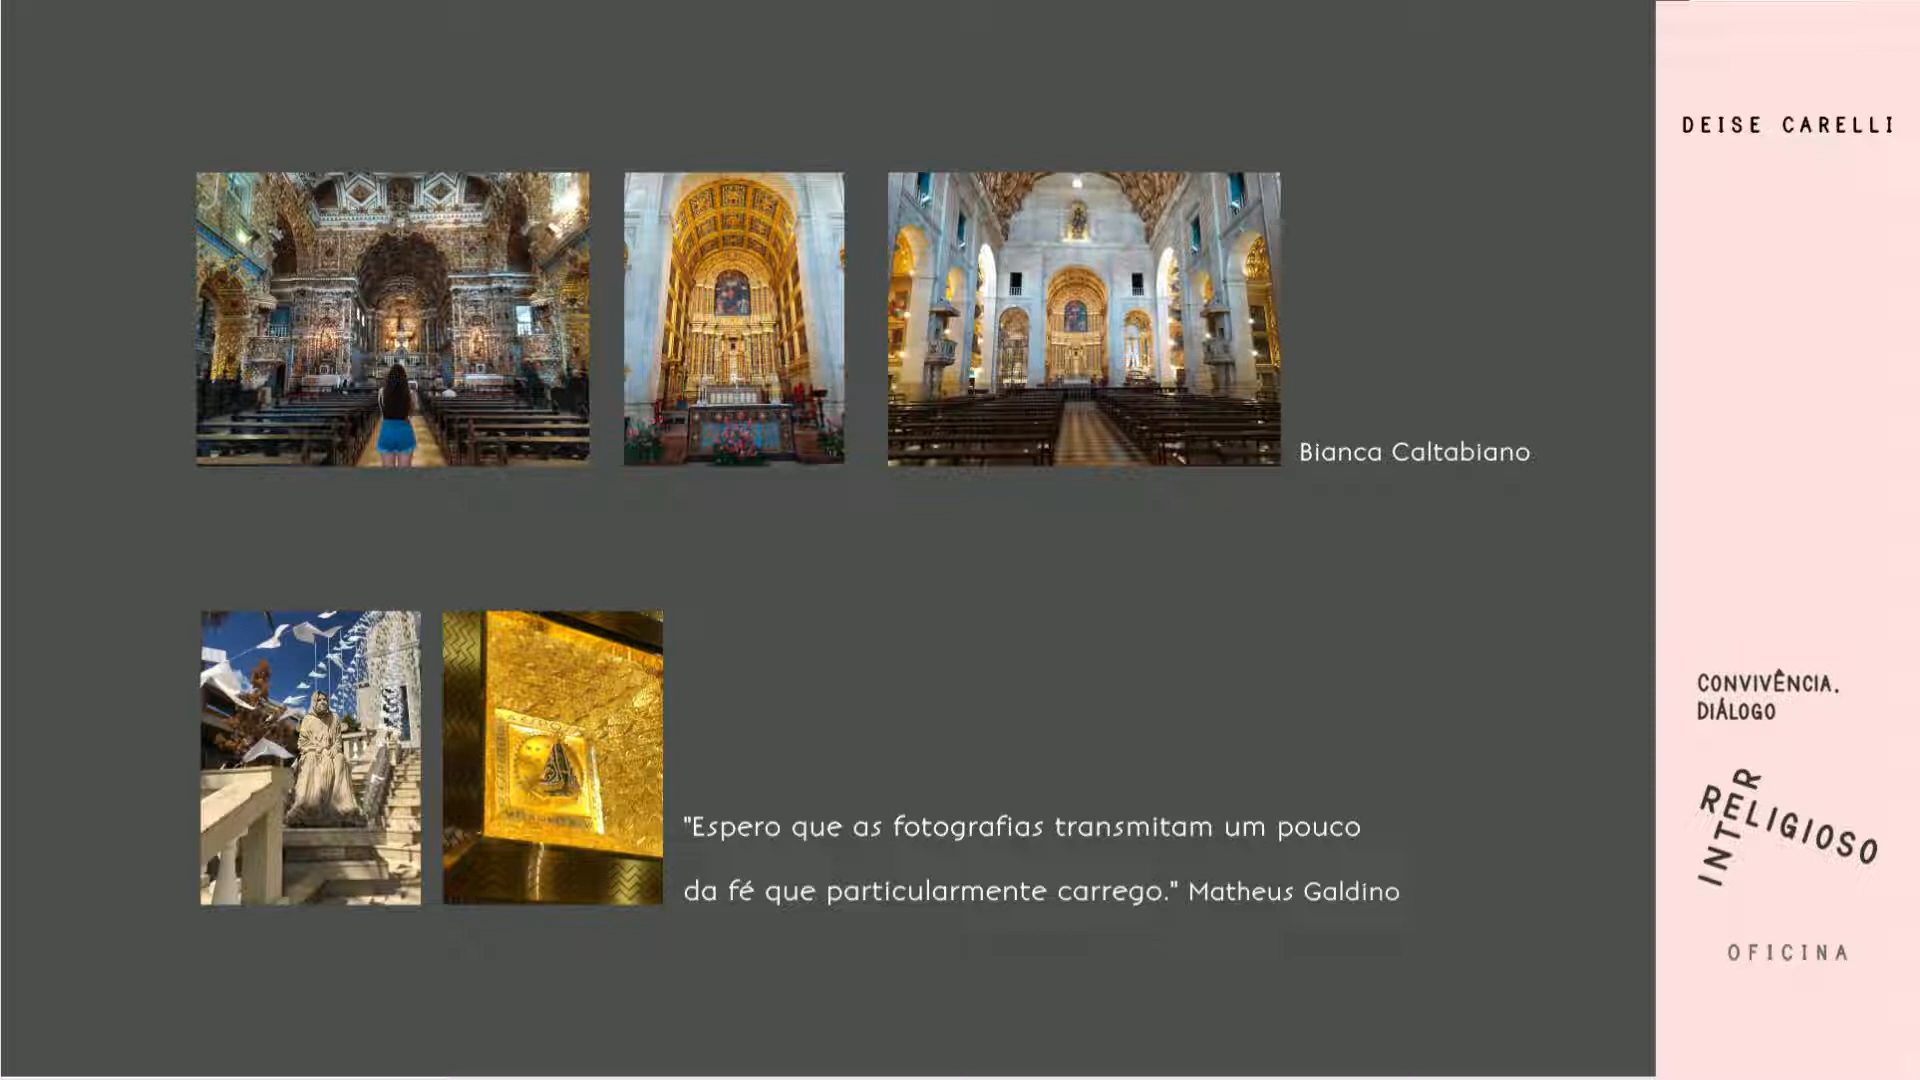 DEISE CARELLI
Bianca Caltabiano
"Espero que as fotografias transmitam um pouco
da fé que particularmente carrego." Matheus Galdino
CONVIVÊNCIA.
DIÁLOGO
INTER
RELIGIOSO
OFICINA